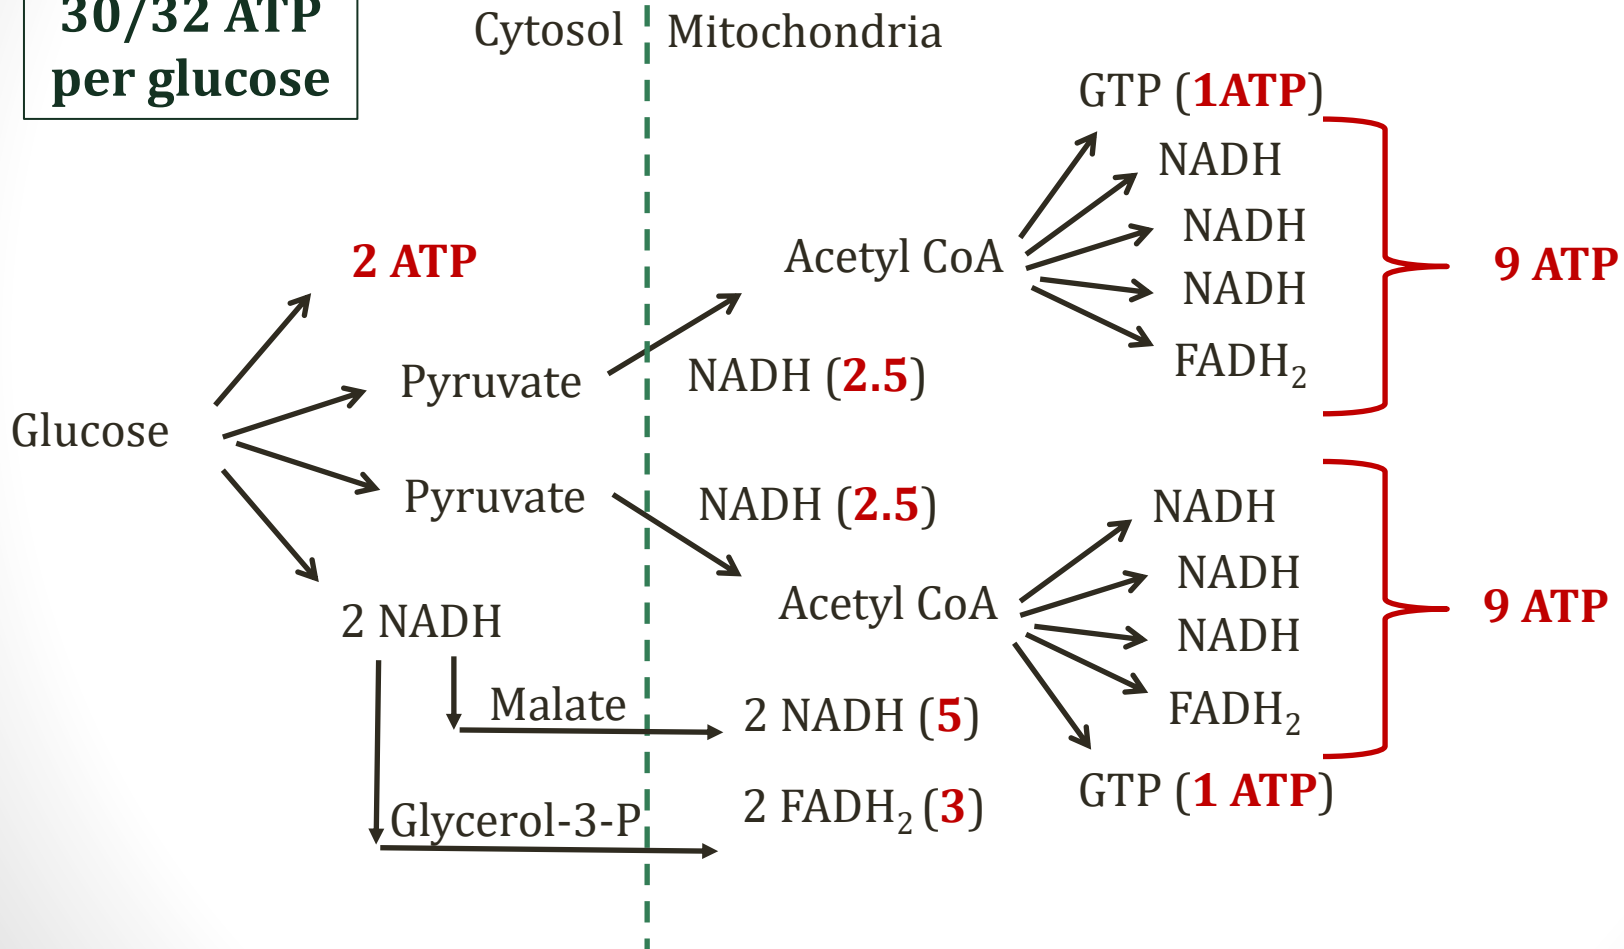 30/32 ATP
per glucose
Cytosol
Mitochondria
GTP (1ATP)
NADH
NADH
NADH
FADH₂
9 ATP
2 ATP
Acetyl CoA
Pyruvate
NADH (2.5)
Glucose
Pyruvate
NADH (2.5)
Acetyl CoA
NADH
NADH
NADH
FADH₂
GTP (1 ATP)
9 ATP
2 NADH
Malate
2 NADH (5)
Glycerol-3-P
2 FADH₂ (3)